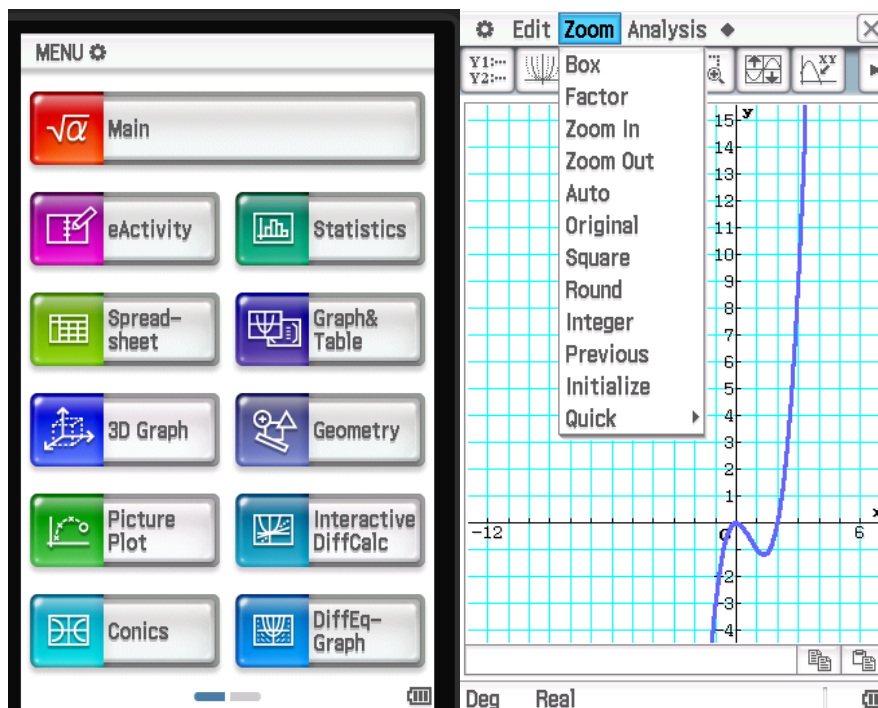 MENU
Main
eActivity
Statistics
Spread-
sheet
Graph&
Table
3D Graph
Geometry
Picture
Plot
Interactive
DiffCalc
Conics
DiffEq-
Graph
Edit Zoom Analysis
Y1:...
Y2:...
XY
Box
Factor
Zoom In
Zoom Out
Auto
Original
Square
Round
Integer
Previous
Initialize
Quick
y
15
14
13
12
11
10
9
8
7
6
5
4
3
2
1
-12
6
x
-2
-3
-4
Deg Real